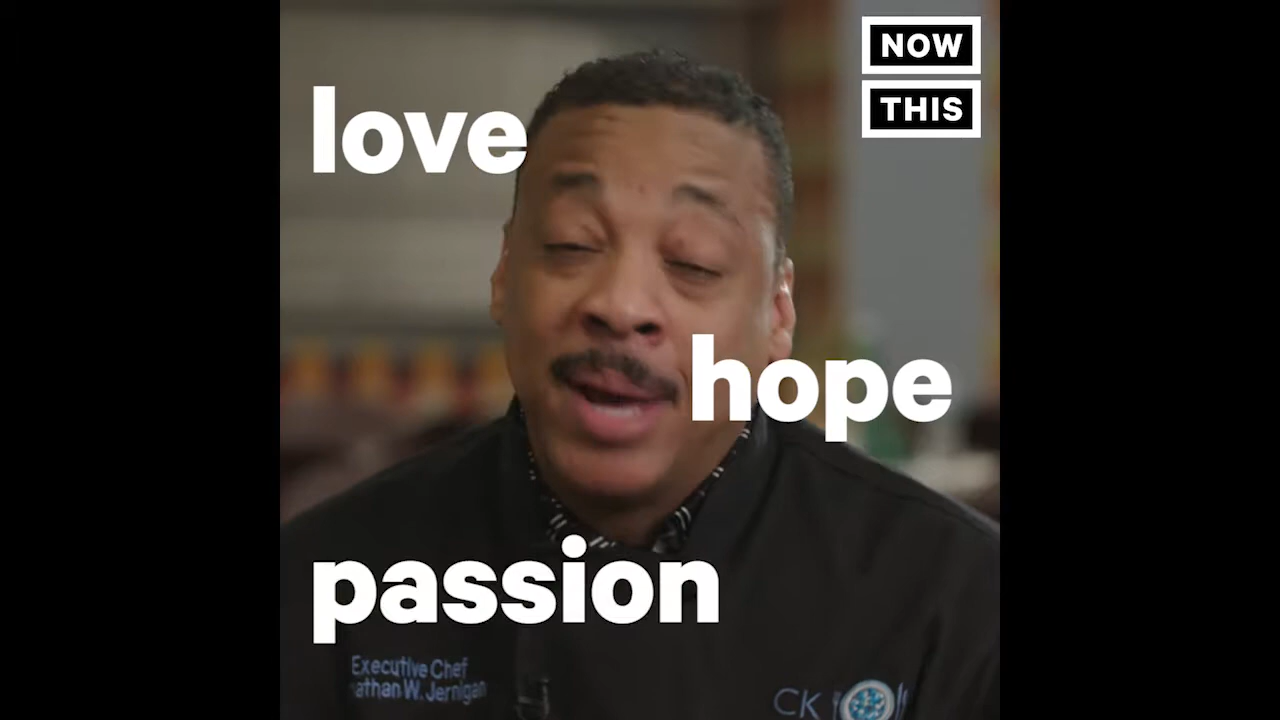 NOW
THIS
love
hope
passion
Executive Chef
athan W. Jernigan
CK